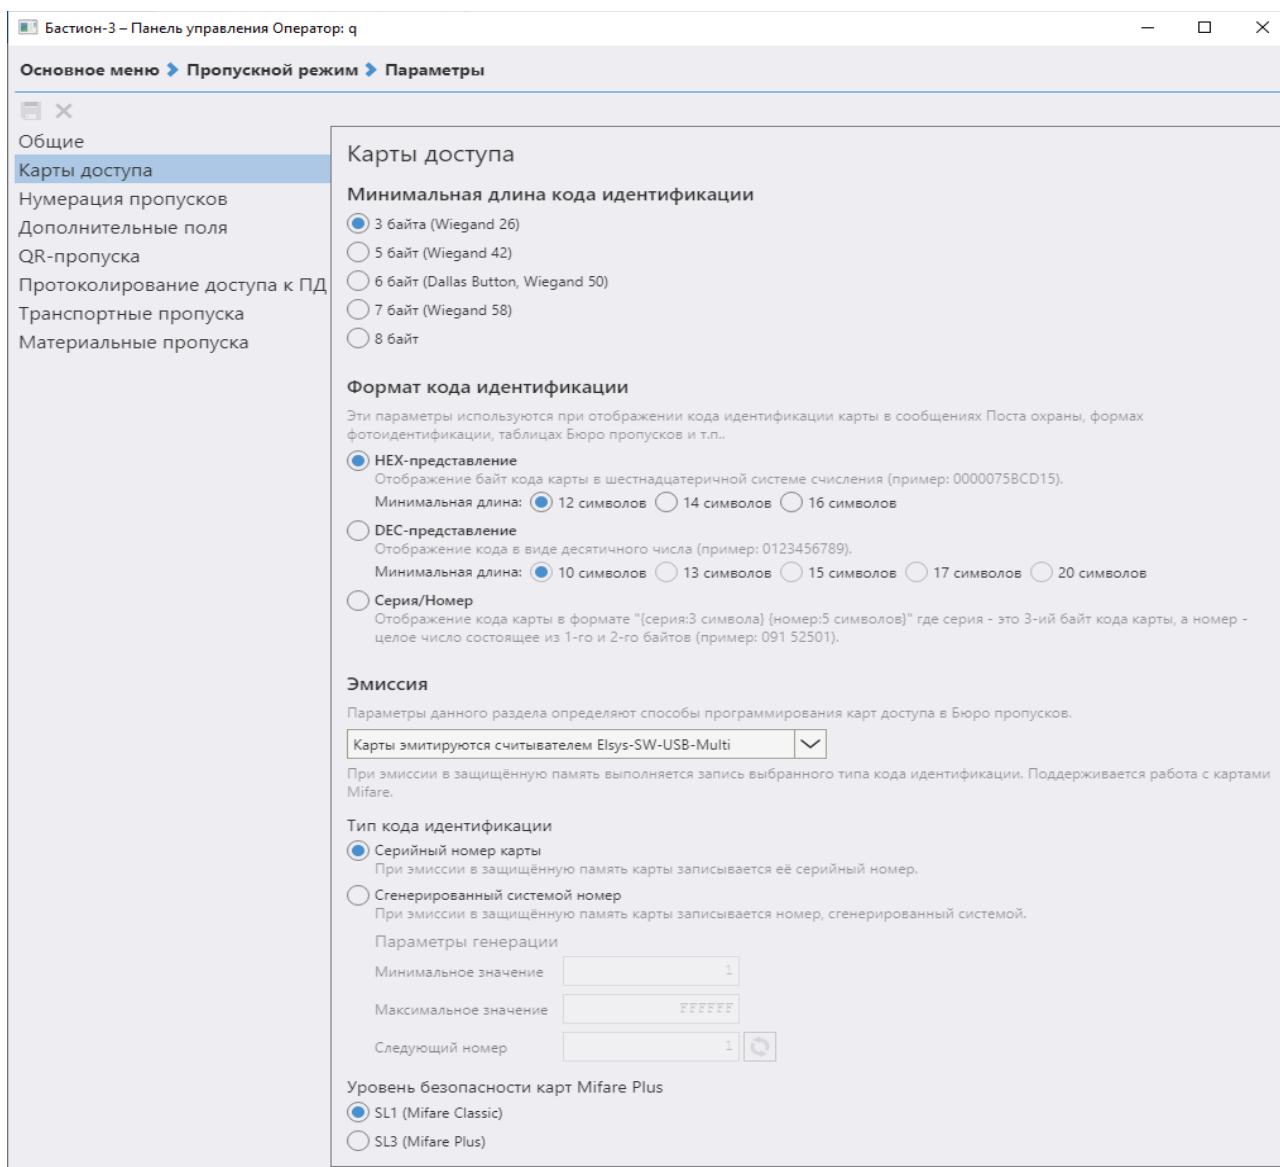 Бастион-3 – Панель управления Оператор: q
Основное меню Пропускной режим Параметры
Общие
Карты доступа
Нумерация пропусков
Дополнительные поля
QR-пропуска
Протоколирование доступа к ПД
Транспортные пропуска
Материальные пропуска
Карты доступа
Минимальная длина кода идентификации
3 байта (Wiegand 26)
5 байт (Wiegand 42)
6 байт (Dallas Button, Wiegand 50)
7 байт (Wiegand 58)
8 байт
Формат кода идентификации
Эти параметры используются при отображении кода идентификации карты в сообщениях Поста охраны, формах
фотоидентификации, таблицах Бюро пропусков и т.п..
HEX-представление
Отображение байт кода карты в шестнадцатеричной системе счисления (пример: 0000075BCD15).
Минимальная длина: 12 символов 14 символов 16 символов
DEC-представление
Отображение кода в виде десятичного числа (пример: 0123456789).
Минимальная длина: 10 символов 13 символов 15 символов 17 символов 20 символов
Серия/Номер
Отображение кода карты в формате "{серия:3 символа} {номер:5 символов}" где серия - это 3-ий байт кода карты, а номер -
целое число состоящее из 1-го и 2-го байтов (пример: 091 52501).
Эмиссия
Параметры данного раздела определяют способы программирования карт доступа в Бюро пропусков.
Карты эмитируются считывателем Elsys-SW-USB-Multi
При эмиссии в защищённую память выполняется запись выбранного типа кода идентификации. Поддерживается работа с картами
Mifare.
Тип кода идентификации
Серийный номер карты
При эмиссии в защищённую память карты записывается её серийный номер.
Сгенерированный системой номер
При эмиссии в защищённую память карты записывается номер, сгенерированный системой.
Параметры генерации
Минимальное значение 1
Максимальное значение FFFFFF
Следующий номер 1
Уровень безопасности карт Mifare Plus
SL1 (Mifare Classic)
SL3 (Mifare Plus)